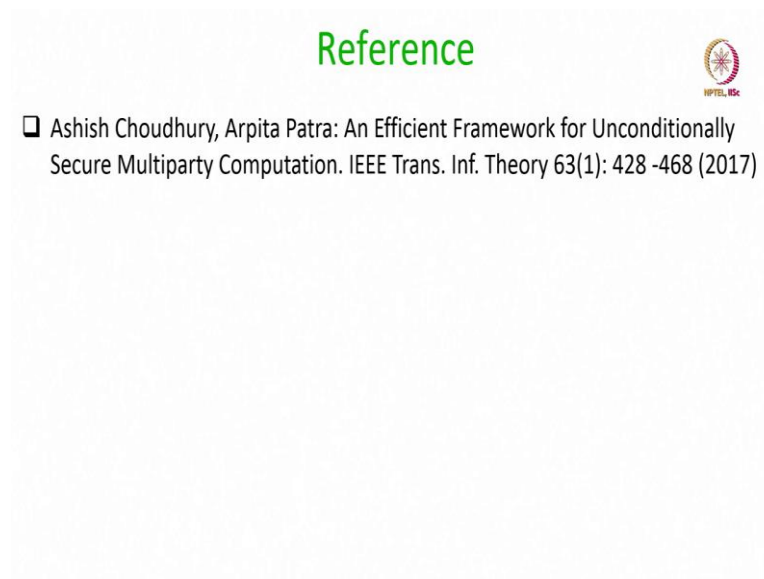 Reference
NPTEL, IISc
Ashish Choudhury, Arpita Patra: An Efficient Framework for Unconditionally
Secure Multiparty Computation. IEEE Trans. Inf. Theory 63(1): 428 -468 (2017)